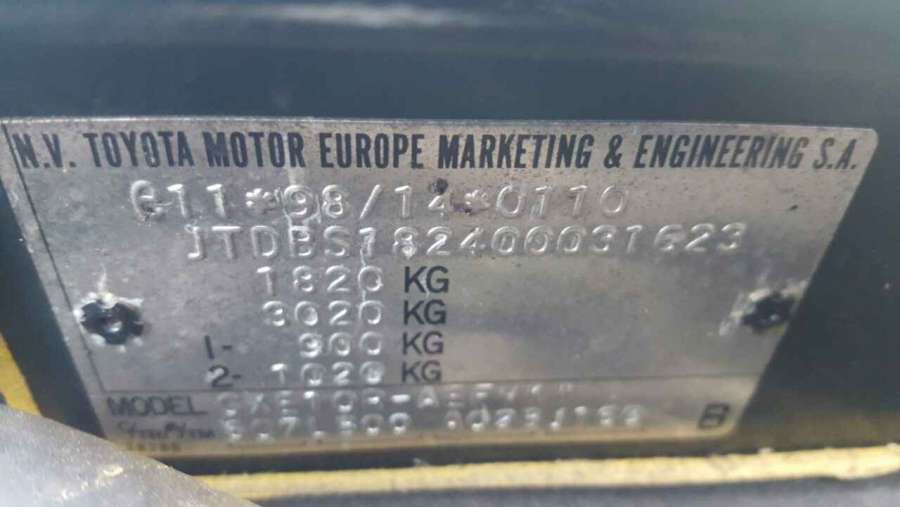 N.V. TOYOTA MOTOR EUROPE MARKETING & ENGINEERING S.A.
G11*98/14*0110
JTDBS182400031623
1820 KG
3020 KG
1- 900 KG
2- 1020 KG
MODEL
B